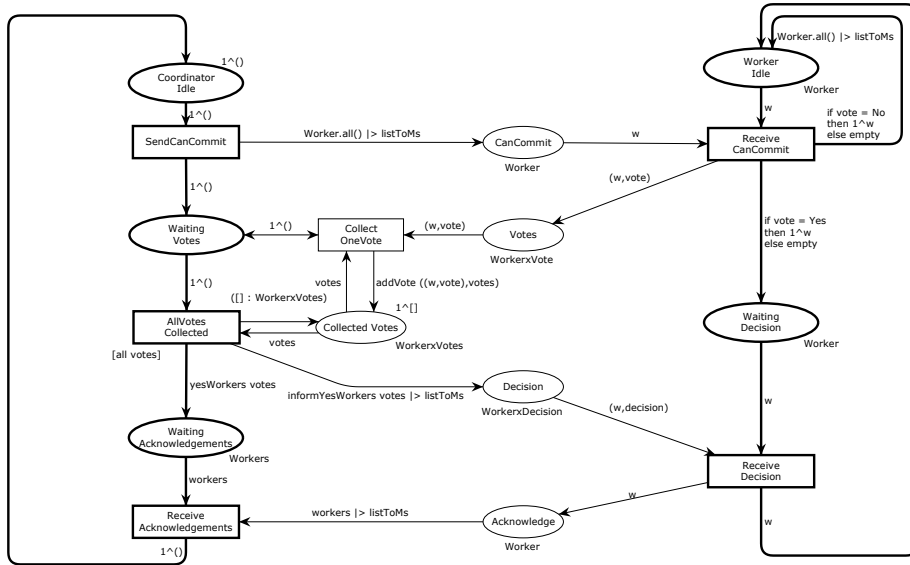 Worker.all() |> listToMs
1^()
Coordinator
Idle
Worker
Idle
Worker
1^()
w
if vote = No
then 1^w
else empty
SendCanCommit
Worker.all() |> listToMs
CanCommit
Worker
w
Receive
CanCommit
1^()
(w,vote)
if vote = Yes
then 1^w
else empty
Waiting
Votes
1^()
Collect
OneVote
(w,vote)
Votes
WorkerxVote
1^()
votes
addVote ((w,vote),votes)
([] : WorkerxVotes)
1^[]
AllVotes
Collected
Collected Votes
WorkerxVotes
votes
[all votes]
Waiting
Decision
Worker
yesWorkers votes
informYesWorkers votes |> listToMs
Decision
WorkerxDecision
(w,decision)
w
Waiting
Acknowledgements
Workers
workers
Receive
Decision
w
Receive
Acknowledgements
workers |> listToMs
Acknowledge
Worker
w
1^()